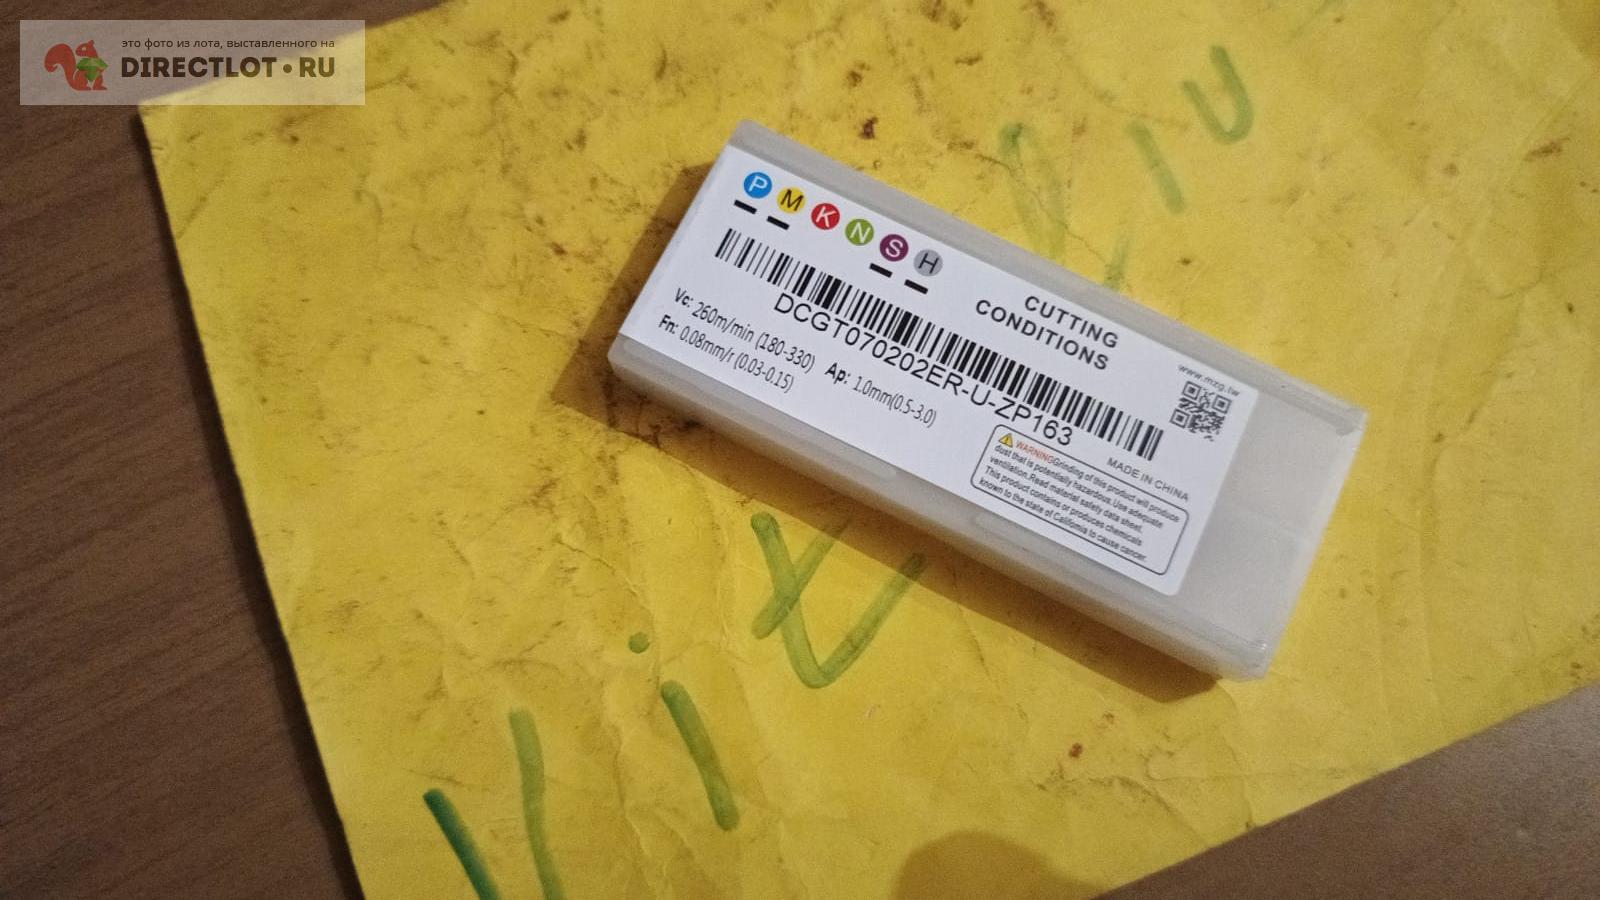 это фото из лота, выставленного на
DIRECTLOT•RU
P M K N S H
CUTTING
CONDITIONS
DCGT070202ER-U-ZP163
Vc: 260m/min (180-330)
Fn: 0.08mm/r (0.03-0.15) Ap: 1.0mm(0.5-3.0)
www.mzg.tw
MADE IN CHINA
WARNINGGrinding of this product will produce
dust that is potentially hazardous.Use adequate
ventilation.Read material safety data sheet.
This product contains or produces chemicals
known to the state of California to cause cancer.